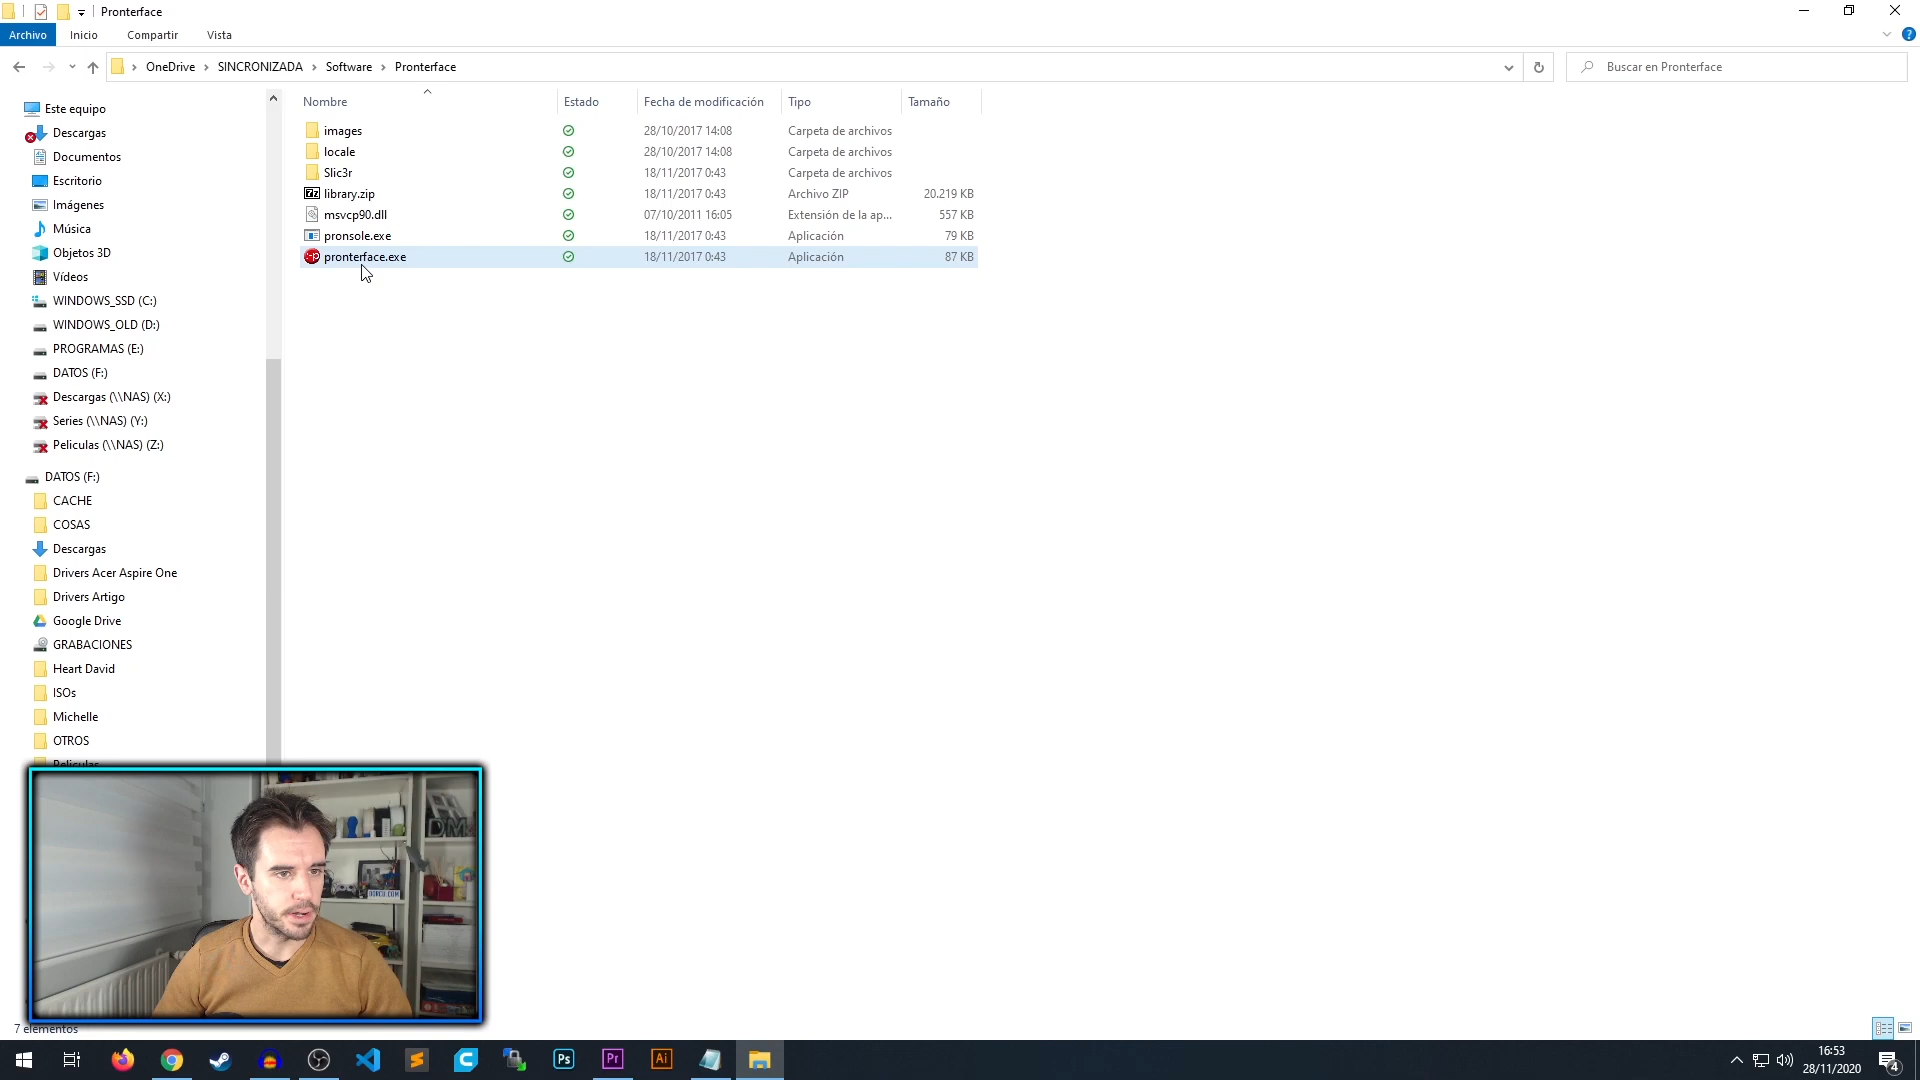 Pronterface
Archivo Inicio Compartir Vista
OneDrive › SINCRONIZADA › Software › Pronterface
Buscar en Pronterface
Nombre Estado Fecha de modificación Tipo Tamaño
images 28/10/2017 14:08 Carpeta de archivos
locale 28/10/2017 14:08 Carpeta de archivos
Slic3r 18/11/2017 0:43 Carpeta de archivos
library.zip 18/11/2017 0:43 Archivo ZIP 20.219 KB
msvcp90.dll 07/10/2011 16:05 Extensión de la ap... 557 KB
pronsole.exe 18/11/2017 0:43 Aplicación 79 KB
pronterface.exe 18/11/2017 0:43 Aplicación 87 KB
Este equipo
Descargas
Documentos
Escritorio
Imágenes
Música
Objetos 3D
Vídeos
WINDOWS_SSD (C:)
WINDOWS_OLD (D:)
PROGRAMAS (E:)
DATOS (F:)
Descargas (\\NAS) (X:)
Series (\\NAS) (Y:)
Peliculas (\\NAS) (Z:)
DATOS (F:)
CACHE
COSAS
Descargas
Drivers Acer Aspire One
Drivers Artigo
Google Drive
GRABACIONES
Heart David
ISOs
Michelle
OTROS
Peliculas
DM
7 elementos
Ps Pr Ai
16:53
28/11/2020
4